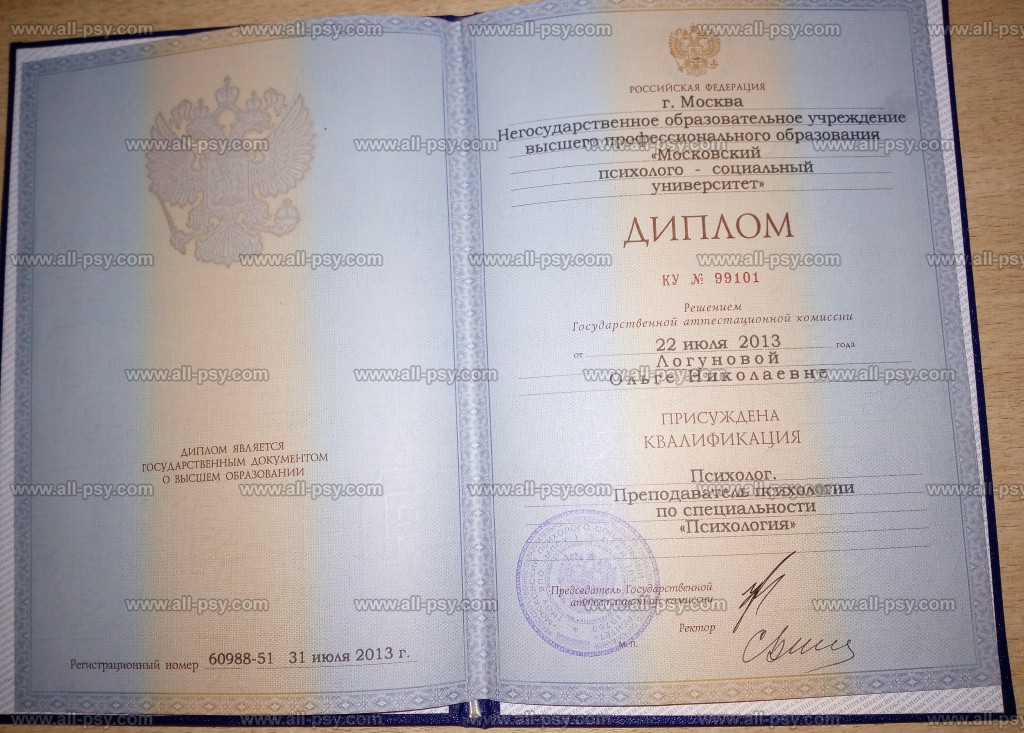 ДИПЛОМ ЯВЛЯЕТСЯ
ГОСУДАРСТВЕННЫМ ДОКУМЕНТОМ
О ВЫСШЕМ ОБРАЗОВАНИИ
Регистрационный номер 60988-51 31 июля 2013 г.
РОССИЙСКАЯ ФЕДЕРАЦИЯ
г. Москва
Негосударственное образовательное учреждение
высшего профессионального образования
«Московский
психолого - социальный
университет»
ДИПЛОМ
КУ № 99101
Решением
Государственной аттестационной комиссии
от 22 июля 2013 года
Логуновой
Ольге Николаевне
ПРИСУЖДЕНА
КВАЛИФИКАЦИЯ
Психолог.
Преподаватель психологии
по специальности
«Психология»
Председатель Государственной
аттестационной комиссии
Ректор
М. П.
www.all-psy.com